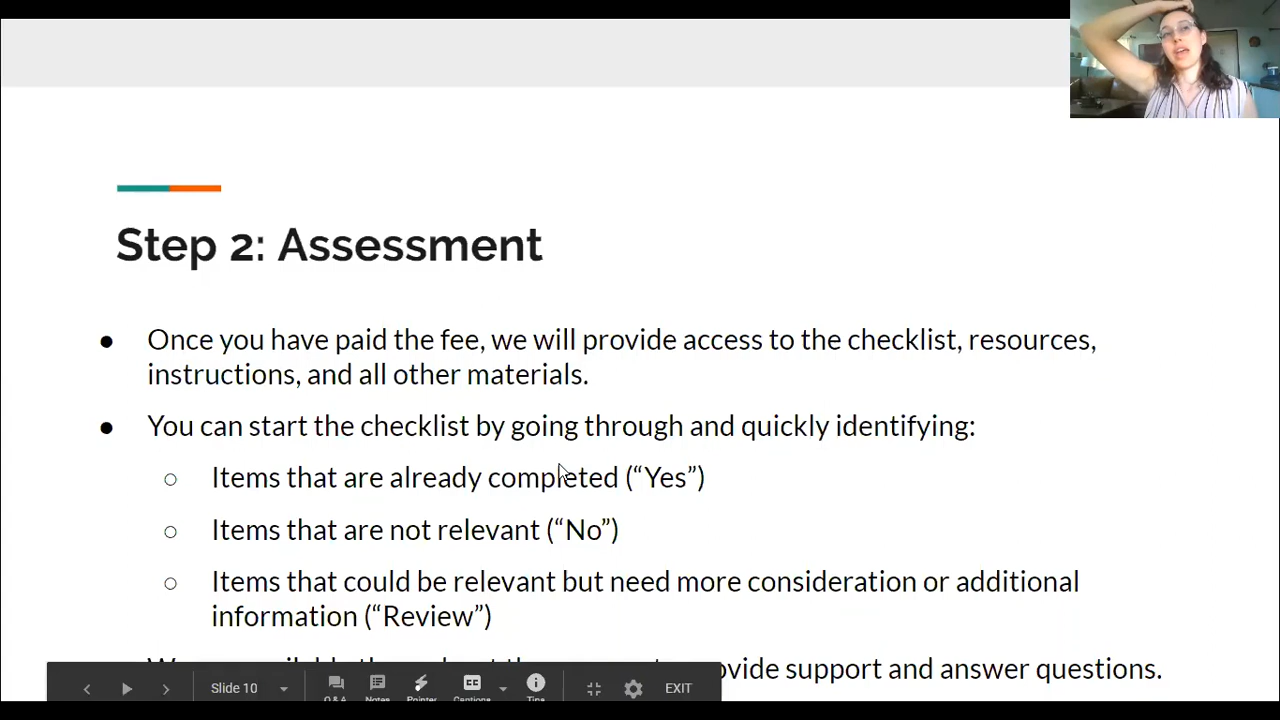 Step 2: Assessment
● Once you have paid the fee, we will provide access to the checklist, resources,
instructions, and all other materials.
● You can start the checklist by going through and quickly identifying:
○ Items that are already completed (“Yes”)
○ Items that are not relevant (“No”)
○ Items that could be relevant but need more consideration or additional
information (“Review”)
support and answer questions.
Slide 10
Q & A Notes Pointer Captions Tips
EXIT